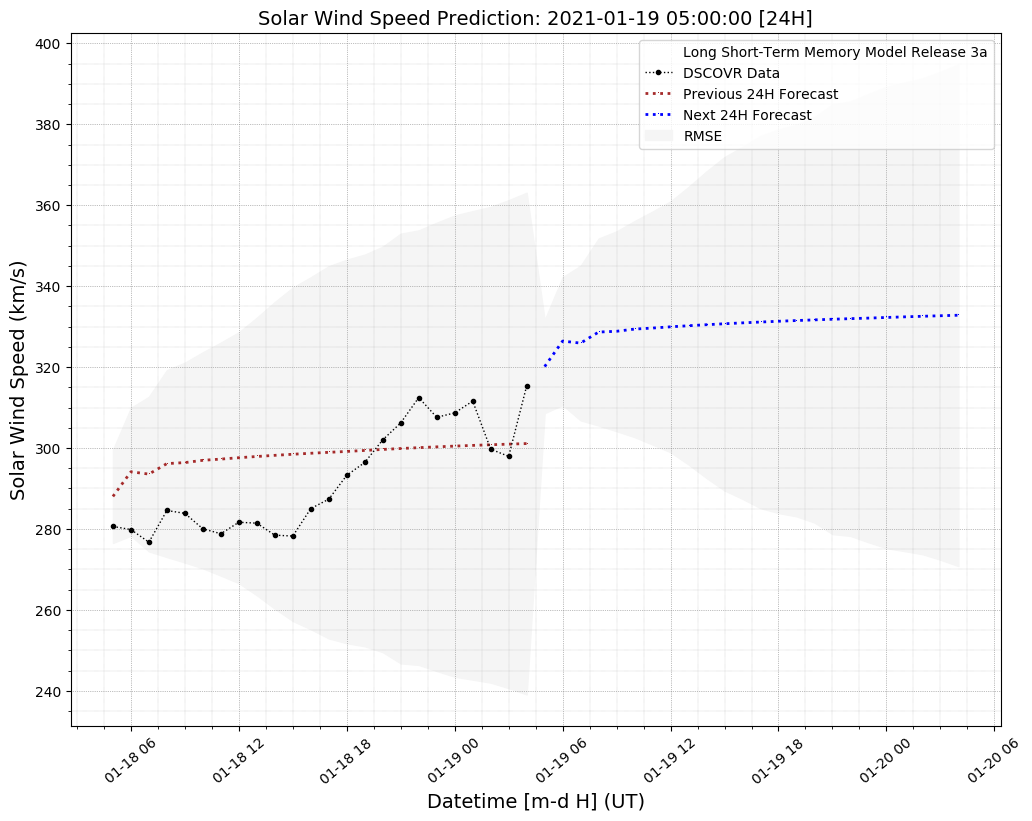 Solar Wind Speed Prediction: 2021-01-19 05:00:00 [24H]
Long Short-Term Memory Model Release 3a
DSCOVR Data
Previous 24H Forecast
Next 24H Forecast
RMSE
Solar Wind Speed (km/s)
400
380
360
340
320
300
280
260
240
01-18 06
01-18 12
01-18 18
01-19 00
01-19 06
01-19 12
01-19 18
01-20 00
01-20 06
Datetime [m-d H] (UT)